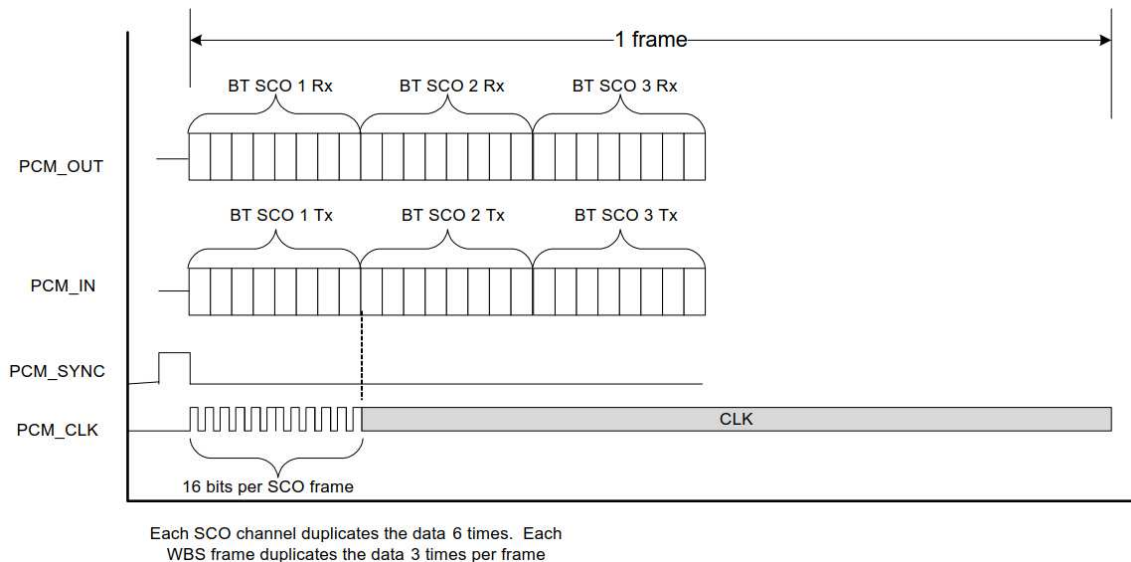 1 frame
BT SCO 1 Rx
BT SCO 2 Rx
BT SCO 3 Rx
PCM_OUT
BT SCO 1 Tx
BT SCO 2 Tx
BT SCO 3 Tx
PCM_IN
PCM_SYNC
PCM_CLK
CLK
16 bits per SCO frame
Each SCO channel duplicates the data 6 times. Each
WBS frame duplicates the data 3 times per frame